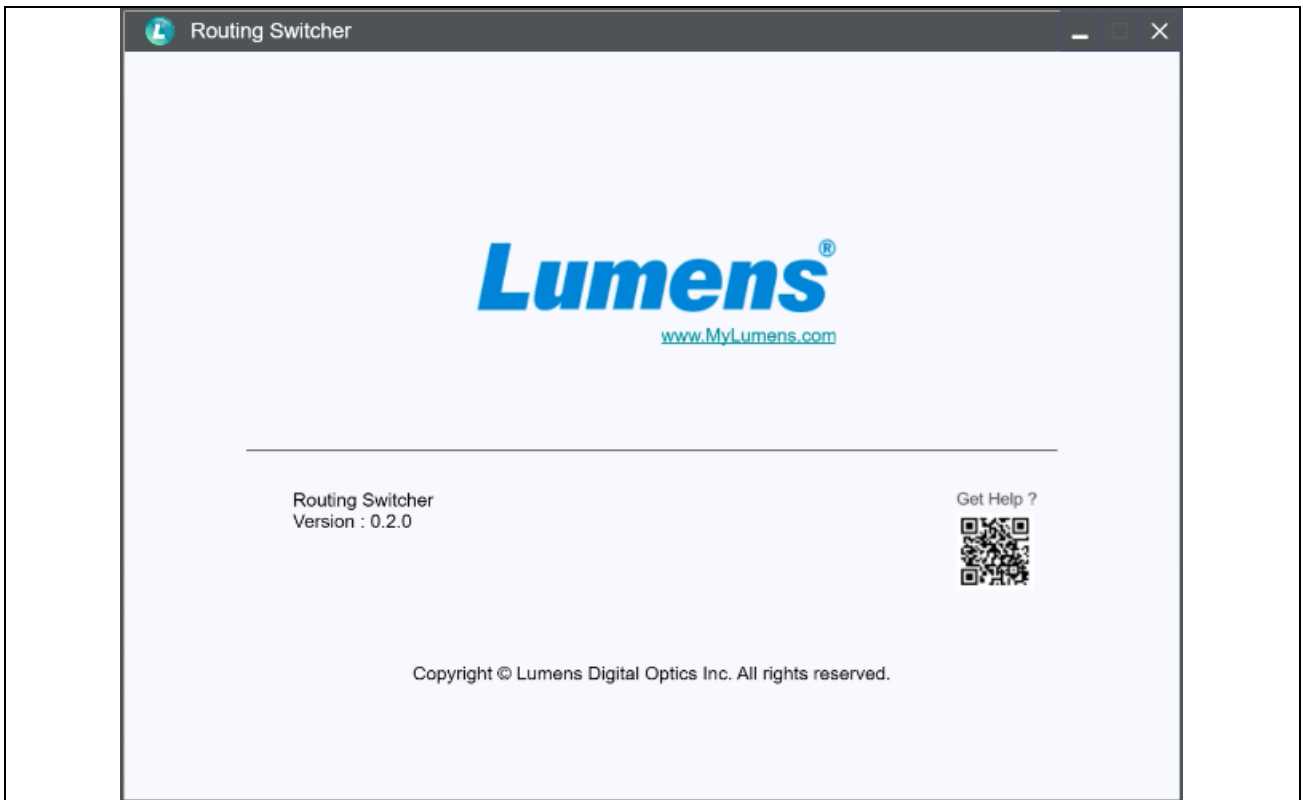 Routing Switcher
Lumens®
www.MyLumens.com
Routing Switcher
Version : 0.2.0
Get Help ?
Copyright © Lumens Digital Optics Inc. All rights reserved.